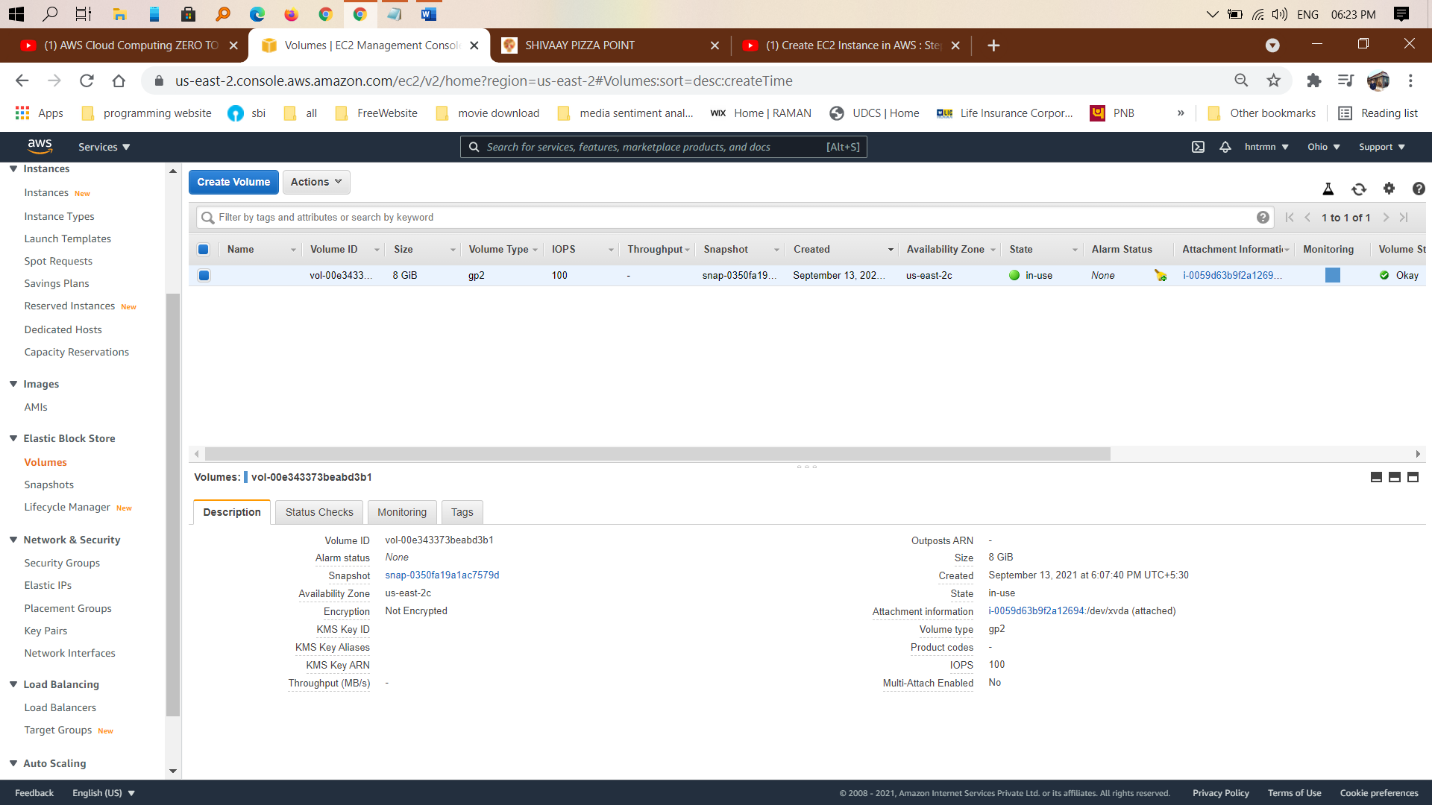 ENG 06:23 PM
(1) AWS Cloud Computing ZERO TO
Volumes | EC2 Management Consol
SHIVAAY PIZZA POINT
(1) Create EC2 Instance in AWS : Ste
us-east-2.console.aws.amazon.com/ec2/v2/home?region=us-east-2#Volumes:sort=desc:createTime
Apps programming website sbi all FreeWebsite movie download media sentiment anal... WIX Home | RAMAN UDCS | Home LIC Life Insurance Corpor... PNB » Other bookmarks Reading list
aws Services Search for services, features, marketplace products, and docs [Alt+S] hntrmn Ohio Support
Instances
Instances New
Instance Types
Launch Templates
Spot Requests
Savings Plans
Reserved Instances New
Dedicated Hosts
Capacity Reservations
Images
AMIs
Elastic Block Store
Volumes
Snapshots
Lifecycle Manager New
Network & Security
Security Groups
Elastic IPs
Placement Groups
Key Pairs
Network Interfaces
Load Balancing
Load Balancers
Target Groups New
Auto Scaling
Create Volume Actions
Filter by tags and attributes or search by keyword 1 to 1 of 1
Name Volume ID Size Volume Type IOPS Throughput Snapshot Created Availability Zone State Alarm Status Attachment Informati Monitoring Volume St
vol-00e3433... 8 GiB gp2 100 - snap-0350fa19... September 13, 202... us-east-2c in-use None i-0059d63b9f2a1269... Okay
Volumes: vol-00e343373beabd3b1
Description Status Checks Monitoring Tags
Volume ID vol-00e343373beabd3b1
Alarm status None
Snapshot snap-0350fa19a1ac7579d
Availability Zone us-east-2c
Encryption Not Encrypted
KMS Key ID
KMS Key Aliases
KMS Key ARN
Throughput (MB/s) -
Outposts ARN -
Size 8 GiB
Created September 13, 2021 at 6:07:40 PM UTC+5:30
State in-use
Attachment information i-0059d63b9f2a12694:/dev/xvda (attached)
Volume type gp2
Product codes -
IOPS 100
Multi-Attach Enabled No
Feedback English (US) © 2008 - 2021, Amazon Internet Services Private Ltd. or its affiliates. All rights reserved. Privacy Policy Terms of Use Cookie preferences